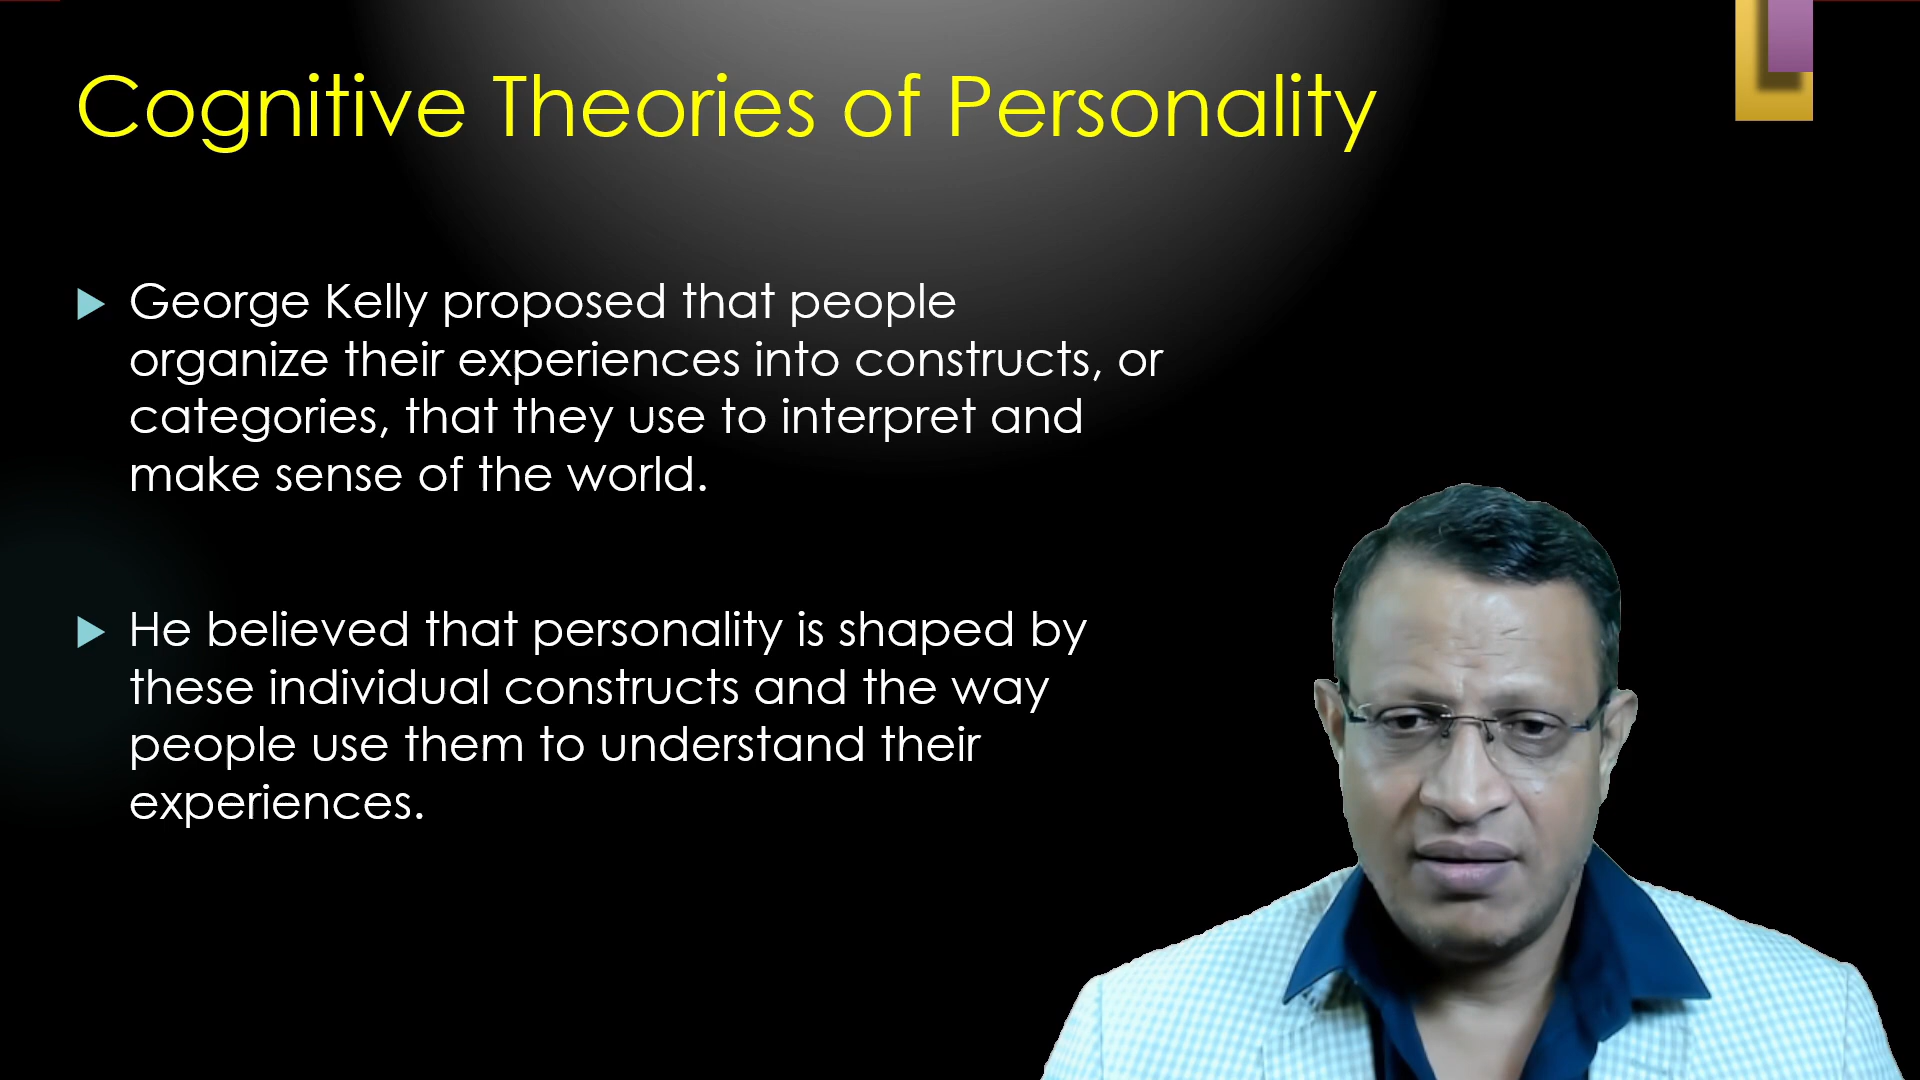 Cognitive Theories of Personality
George Kelly proposed that people
organize their experiences into constructs, or
categories, that they use to interpret and
make sense of the world.
He believed that personality is shaped by
these individual constructs and the way
people use them to understand their
experiences.